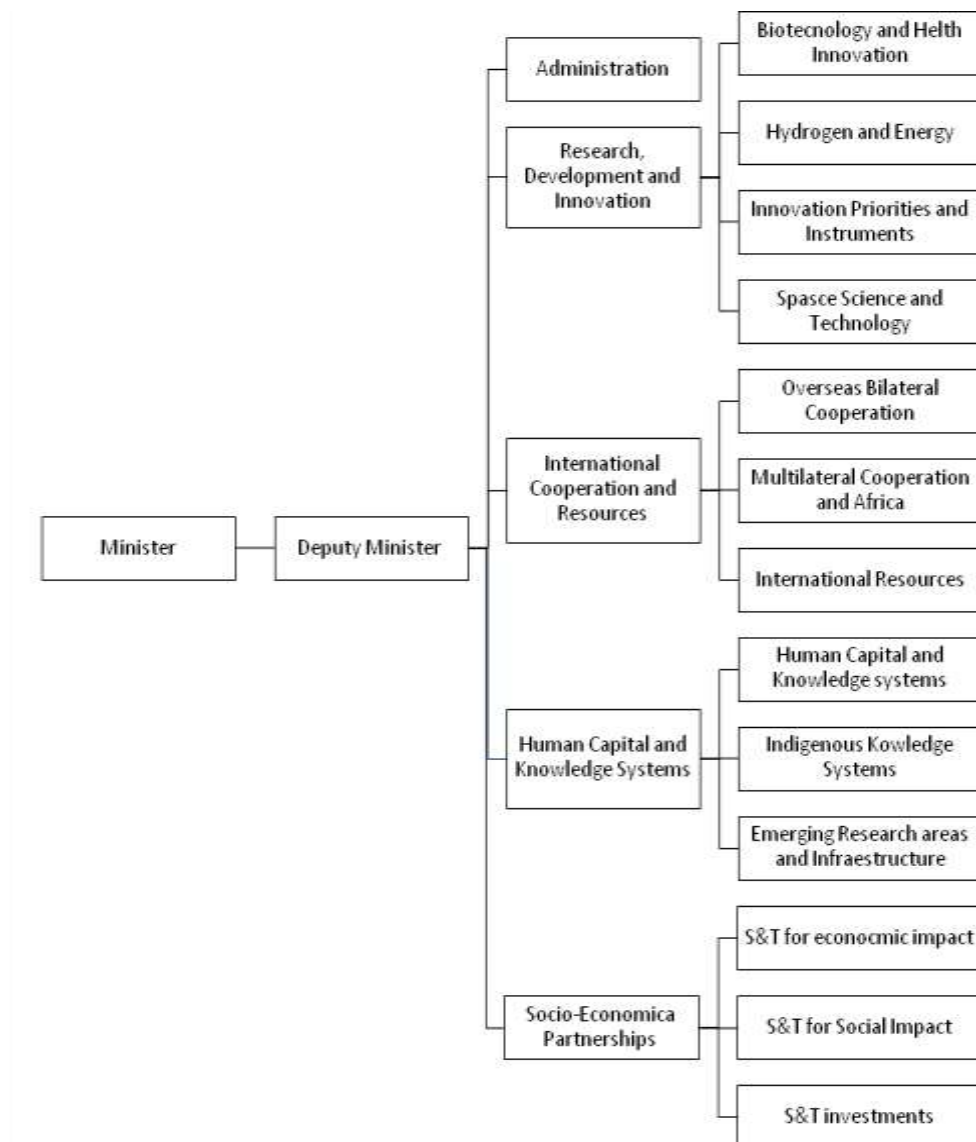 Minister
Deputy Minister
Administration
Research,
Development and
Innovation
Biotecnology and Helth
Innovation
Hydrogen and Energy
Innovation Priorities and
Instruments
Spasce Science and
Technology
International
Cooperation and
Resources
Overseas Bilateral
Cooperation
Multilateral Cooperation
and Africa
International Resources
Human Capital and
Knowledge Systems
Human Capital and
Knowledge systems
Indigenous Kowledge
Systems
Emerging Research areas
and Infraestructure
Socio-Economica
Partnerships
S&T for econocmic impact
S&T for Social Impact
S&T investments